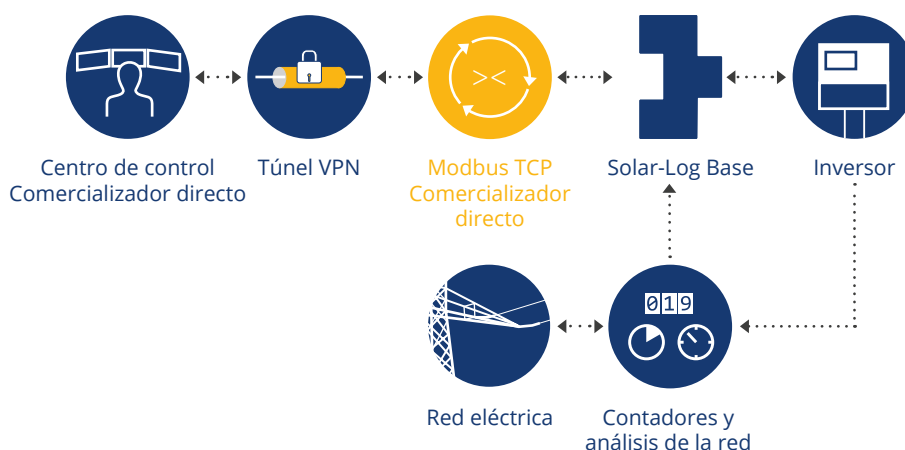 Centro de control
Comercializador directo
Túnel VPN
Modbus TCP
Comercializador
directo
Solar-Log Base
Inversor
019
Red eléctrica
Contadores y
análisis de la red